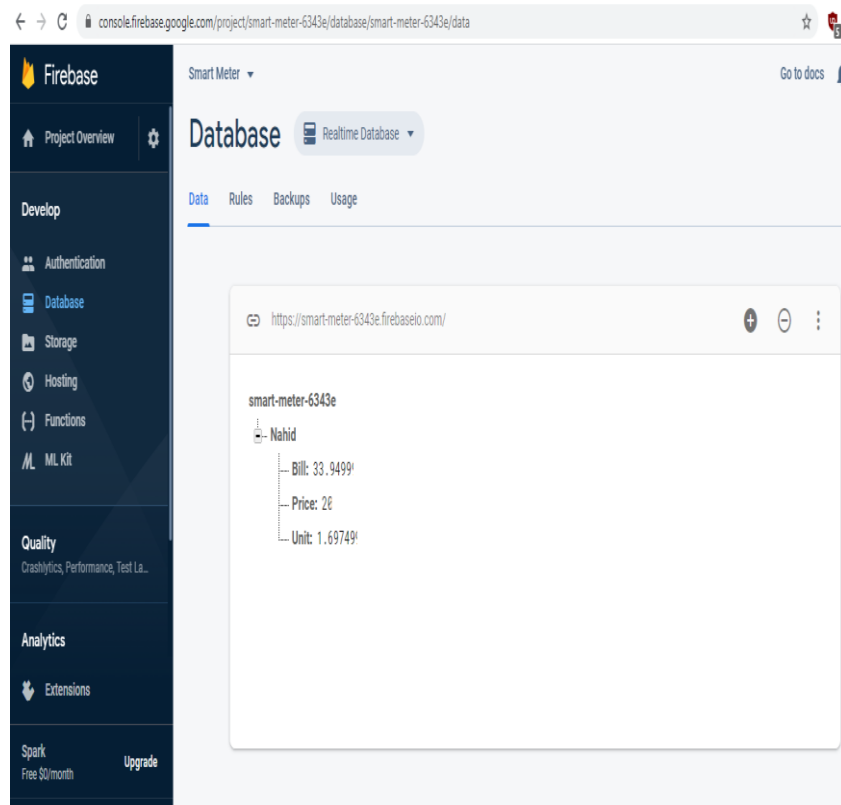 console.firebase.google.com/project/smart-meter-6343e/database/smart-meter-6343e/data
Firebase
Smart Meter
Go to docs
Project Overview
Database
Realtime Database
Data Rules Backups Usage
Develop
Authentication
Database
Storage
Hosting
Functions
ML Kit
https://smart-meter-6343e.firebaseio.com/
smart-meter-6343e
Nahid
Bill: 33.9499
Price:
Unit: 1.69749
Quality
Crashlytics, Performance, Test La...
Analytics
Extensions
Spark
Free $0/month
Upgrade